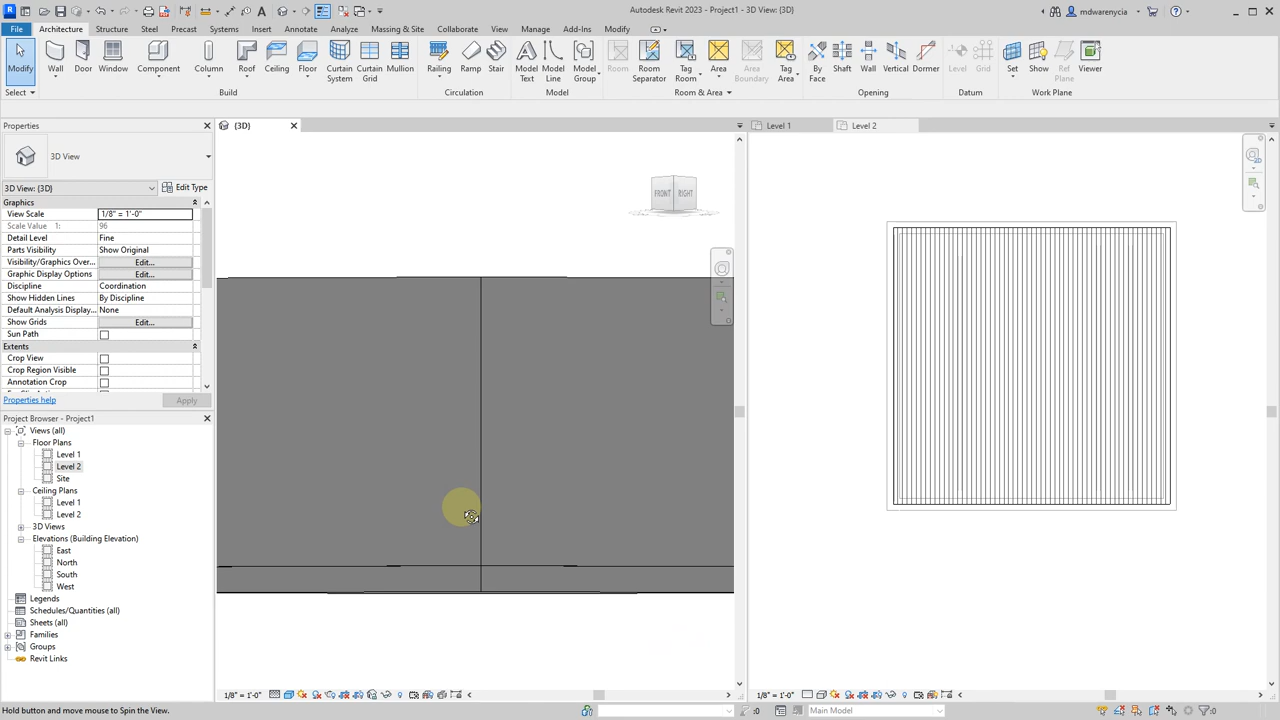 Autodesk Revit 2023 - Project1 - 3D View: {3D}
mdwarenycia
File Architecture Structure Steel Precast Systems Insert Annotate Analyze Massing & Site Collaborate View Manage Add-Ins Modify
Modify Wall Door Window Component Column Roof Ceiling Floor Curtain System Curtain Grid Mullion Railing Ramp Stair Model Text Model Line Model Group Room Room Separator Tag Room Area Area Boundary Tag Area By Face Shaft Wall Vertical Dormer Level Grid Set Show Ref Plane Viewer
Select Build Circulation Model Room & Area Opening Datum Work Plane
Properties
{3D}
Level 1
Level 2
3D View
3D View: {3D}
Edit Type
Graphics
View Scale 1/8" = 1'-0"
Scale Value 1: 96
Detail Level Fine
Parts Visibility Show Original
Visibility/Graphics Over... Edit...
Graphic Display Options Edit...
Discipline Coordination
Show Hidden Lines By Discipline
Default Analysis Display... None
Show Grids Edit...
Sun Path
Extents
Crop View
Crop Region Visible
Annotation Crop
Properties help
Apply
FRONT RIGHT
Project Browser - Project1
Views (all)
Floor Plans
Level 1
Level 2
Site
Ceiling Plans
Level 1
Level 2
3D Views
Elevations (Building Elevation)
East
North
South
West
Legends
Schedules/Quantities (all)
Sheets (all)
Families
Groups
Revit Links
1/8" = 1'-0"
1/8" = 1'-0"
Hold button and move mouse to Spin the View.
:0
Main Model
:0